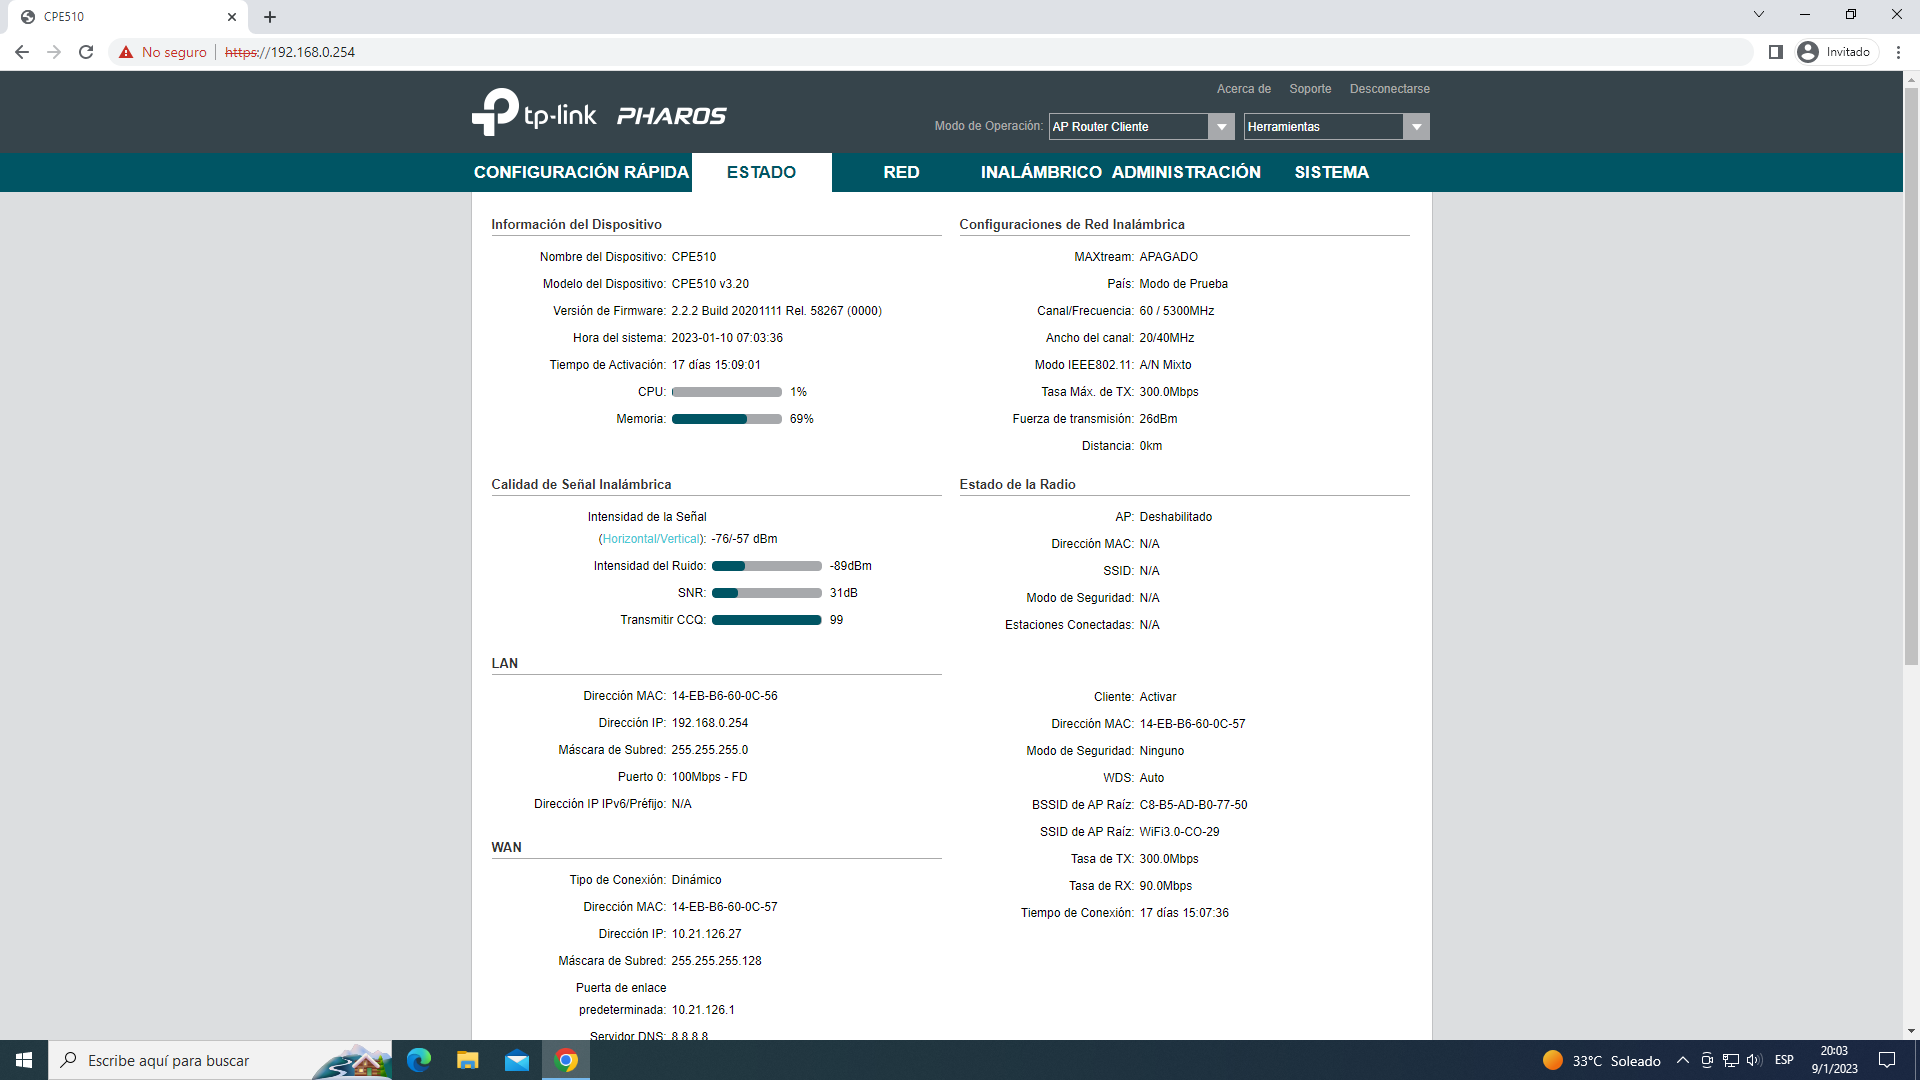 CPE510
No seguro
https://192.168.0.254
Invitado
Acerca de Soporte Desconectarse
tp-link PHAROS
Modo de Operación: AP Router Cliente Herramientas
CONFIGURACIÓN RÁPIDA ESTADO RED INALÁMBRICO ADMINISTRACIÓN SISTEMA
Información del Dispositivo
Nombre del Dispositivo: CPE510
Modelo del Dispositivo: CPE510 v3.20
Versión de Firmware: 2.2.2 Build 20201111 Rel. 58267 (0000)
Hora del sistema: 2023-01-10 07:03:36
Tiempo de Activación: 17 días 15:09:01
CPU: 1%
Memoria: 69%
Configuraciones de Red Inalámbrica
MAXtream: APAGADO
País: Modo de Prueba
Canal/Frecuencia: 60 / 5300MHz
Ancho del canal: 20/40MHz
Modo IEEE802.11: A/N Mixto
Tasa Máx. de TX: 300.0Mbps
Fuerza de transmisión: 26dBm
Distancia: 0km
Calidad de Señal Inalámbrica
Intensidad de la Señal
(Horizontal/Vertical): -76/-57 dBm
Intensidad del Ruido: -89dBm
SNR: 31dB
Transmitir CCQ: 99
Estado de la Radio
AP: Deshabilitado
Dirección MAC: N/A
SSID: N/A
Modo de Seguridad: N/A
Estaciones Conectadas: N/A
LAN
Dirección MAC: 14-EB-B6-60-0C-56
Dirección IP: 192.168.0.254
Máscara de Subred: 255.255.255.0
Puerto 0: 100Mbps - FD
Dirección IP IPv6/Préfijo: N/A
Cliente: Activar
Dirección MAC: 14-EB-B6-60-0C-57
Modo de Seguridad: Ninguno
WDS: Auto
BSSID de AP Raíz: C8-B5-AD-B0-77-50
SSID de AP Raíz: WiFi3.0-CO-29
Tasa de TX: 300.0Mbps
Tasa de RX: 90.0Mbps
Tiempo de Conexión: 17 días 15:07:36
WAN
Tipo de Conexión: Dinámico
Dirección MAC: 14-EB-B6-60-0C-57
Dirección IP: 10.21.126.27
Máscara de Subred: 255.255.255.128
Puerta de enlace
predeterminada: 10.21.126.1
Servidor DNS: 8.8.8.8
Escribe aquí para buscar
33°C Soleado
ESP
20:03
9/1/2023